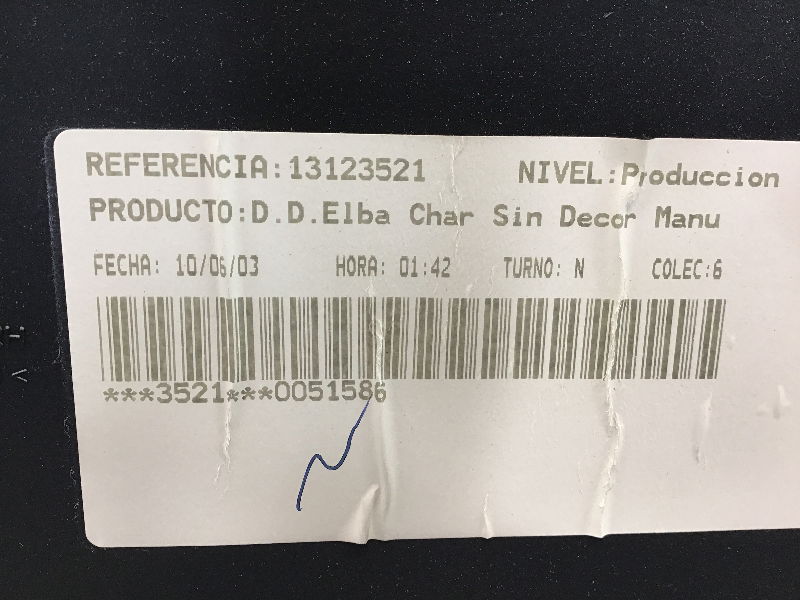 REFERENCIA:13123521 NIVEL:Produccion
PRODUCTO:D.D.Elba Char Sin Decor Manu
FECHA: 10/06/03 HORA: 01:42 TURNO: N COLEC:6
***3521***0051586